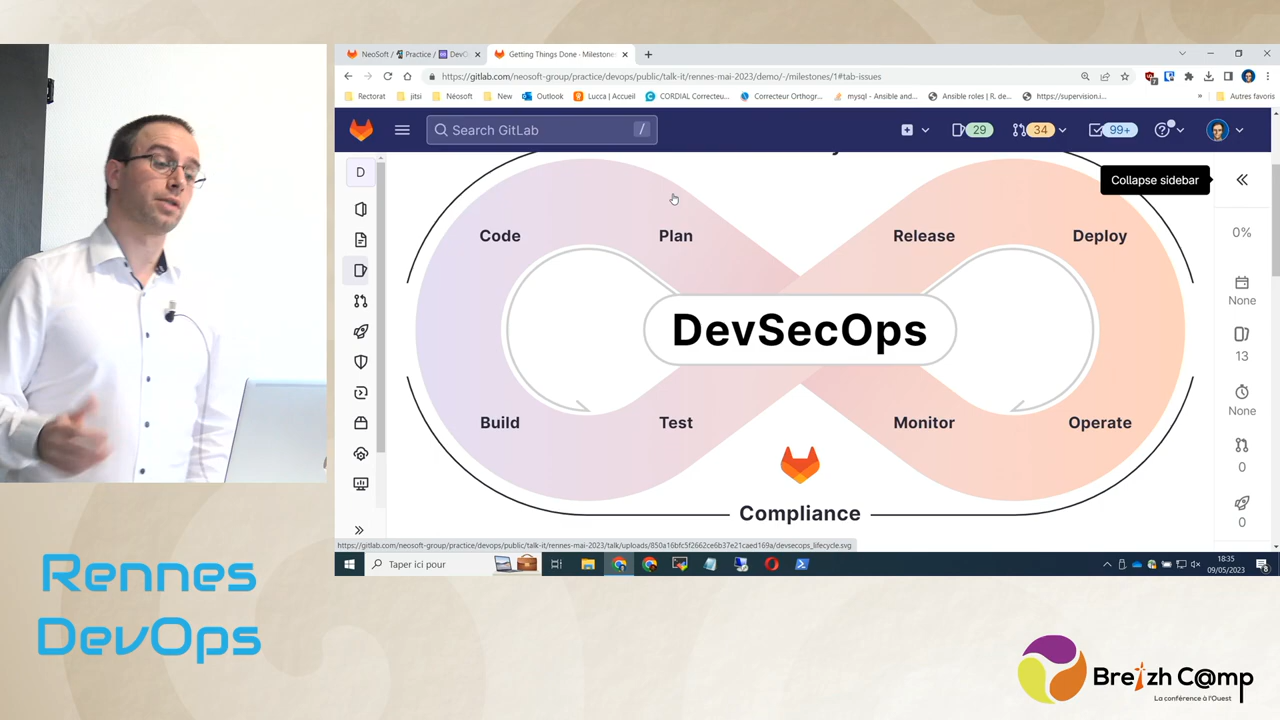 NeoSoft / Practice / DevO
Getting Things Done - Milestone
https://gitlab.com/neosoft-group/practice/devops/public/talk-it/rennes-mai-2023/demo/-/milestones/1#tab-issues
Rectorat
jitsi
Néosoft
New
Outlook
Lucca | Accueil
CORDIAL Correcteu...
Correcteur Orthogr...
mysql - Ansible and...
Ansible roles | R. de...
https://supervision.i...
»
Autres favoris
Search GitLab
/
29
34
99+
D
Collapse sidebar
Code
Plan
Release
Deploy
0%
None
DevSecOps
13
None
Build
Test
Monitor
Operate
0
Compliance
0
https://gitlab.com/neosoft-group/practice/devops/public/talk-it/rennes-mai-2023/talk/uploads/850a16bfc5f2662ce6b37e21caed169a/devsecops_lifecycle.svg
Taper ici pour
18:35
09/05/2023
8
Rennes
DevOps
Breizh C@mp
La conférence à l'Ouest